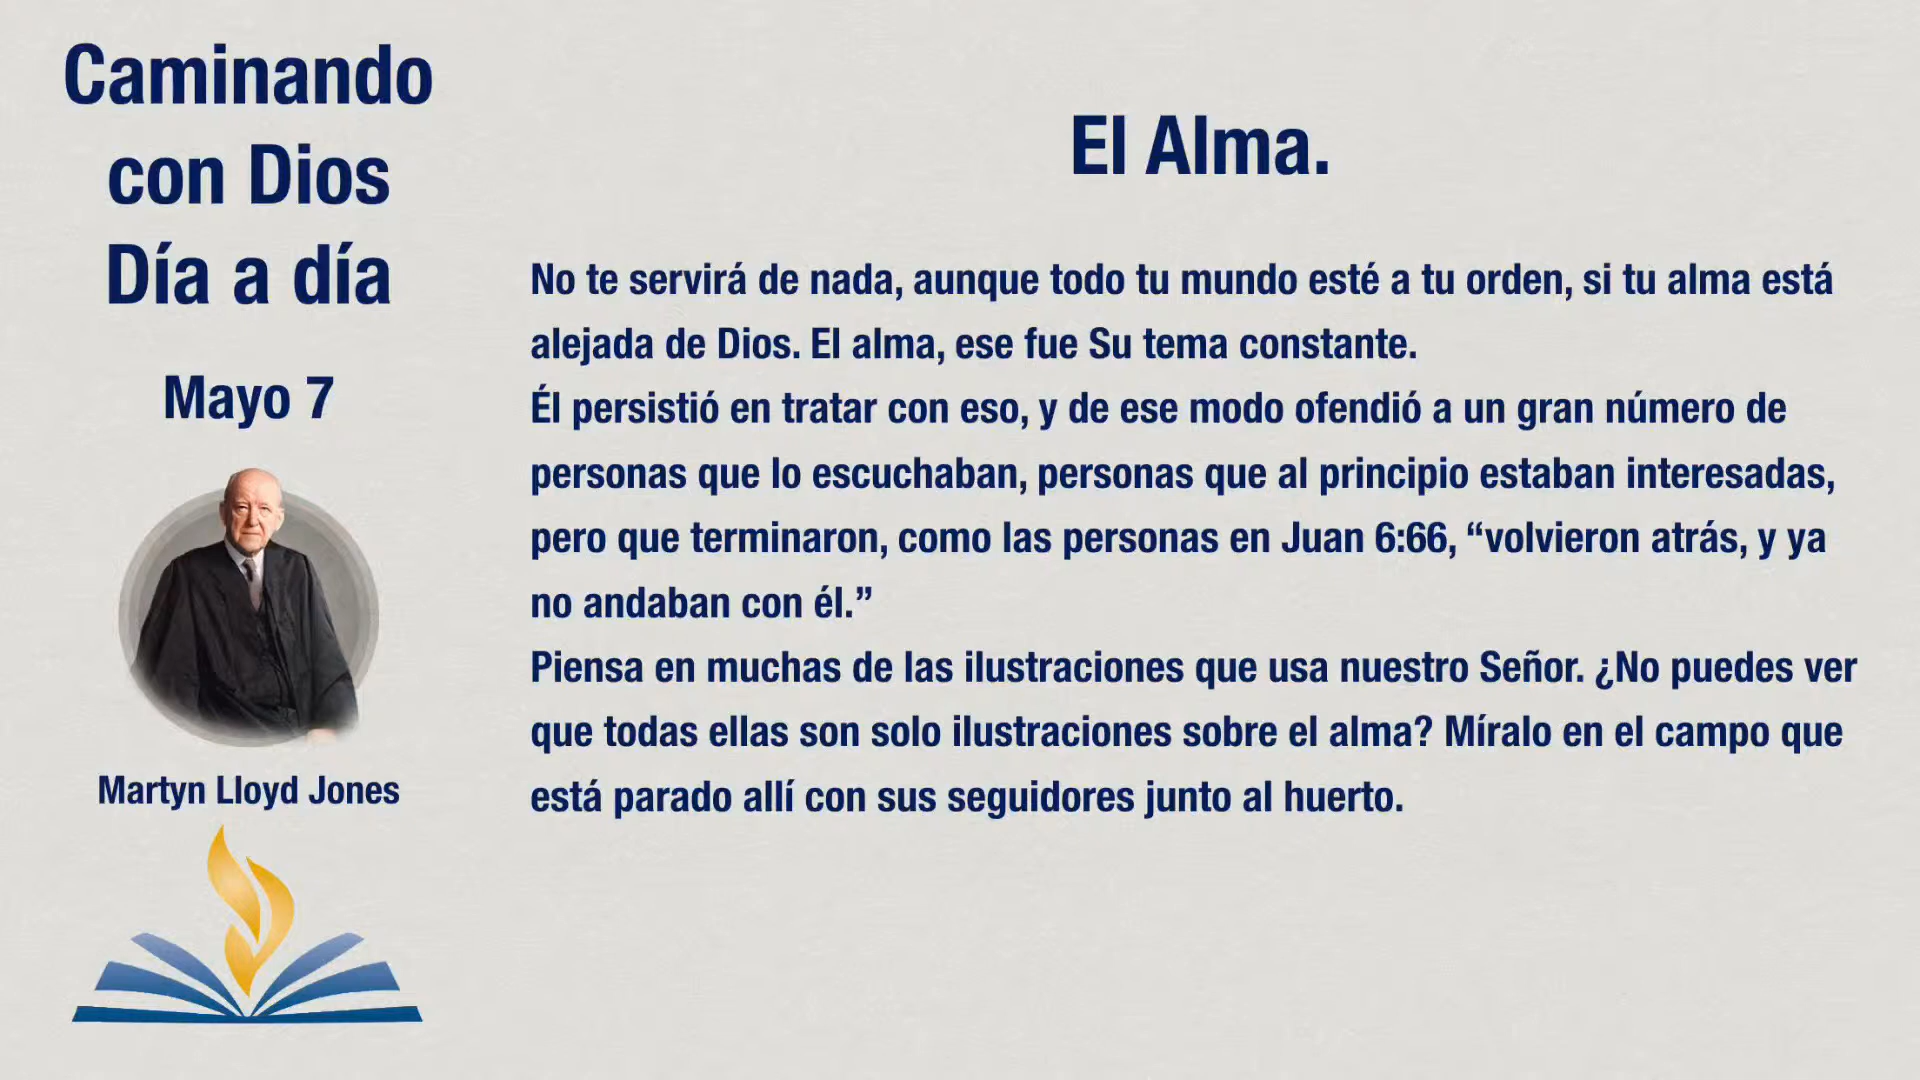 Caminando
con Dios
Día a día
Mayo 7
Martyn Lloyd Jones
El Alma.
No te servirá de nada, aunque todo tu mundo esté a tu orden, si tu alma está
alejada de Dios. El alma, ese fue Su tema constante.
Él persistió en tratar con eso, y de ese modo ofendió a un gran número de
personas que lo escuchaban, personas que al principio estaban interesadas,
pero que terminaron, como las personas en Juan 6:66, “volvieron atrás, y ya
no andaban con él.”
Piensa en muchas de las ilustraciones que usa nuestro Señor. ¿No puedes ver
que todas ellas son solo ilustraciones sobre el alma? Míralo en el campo que
está parado allí con sus seguidores junto al huerto.